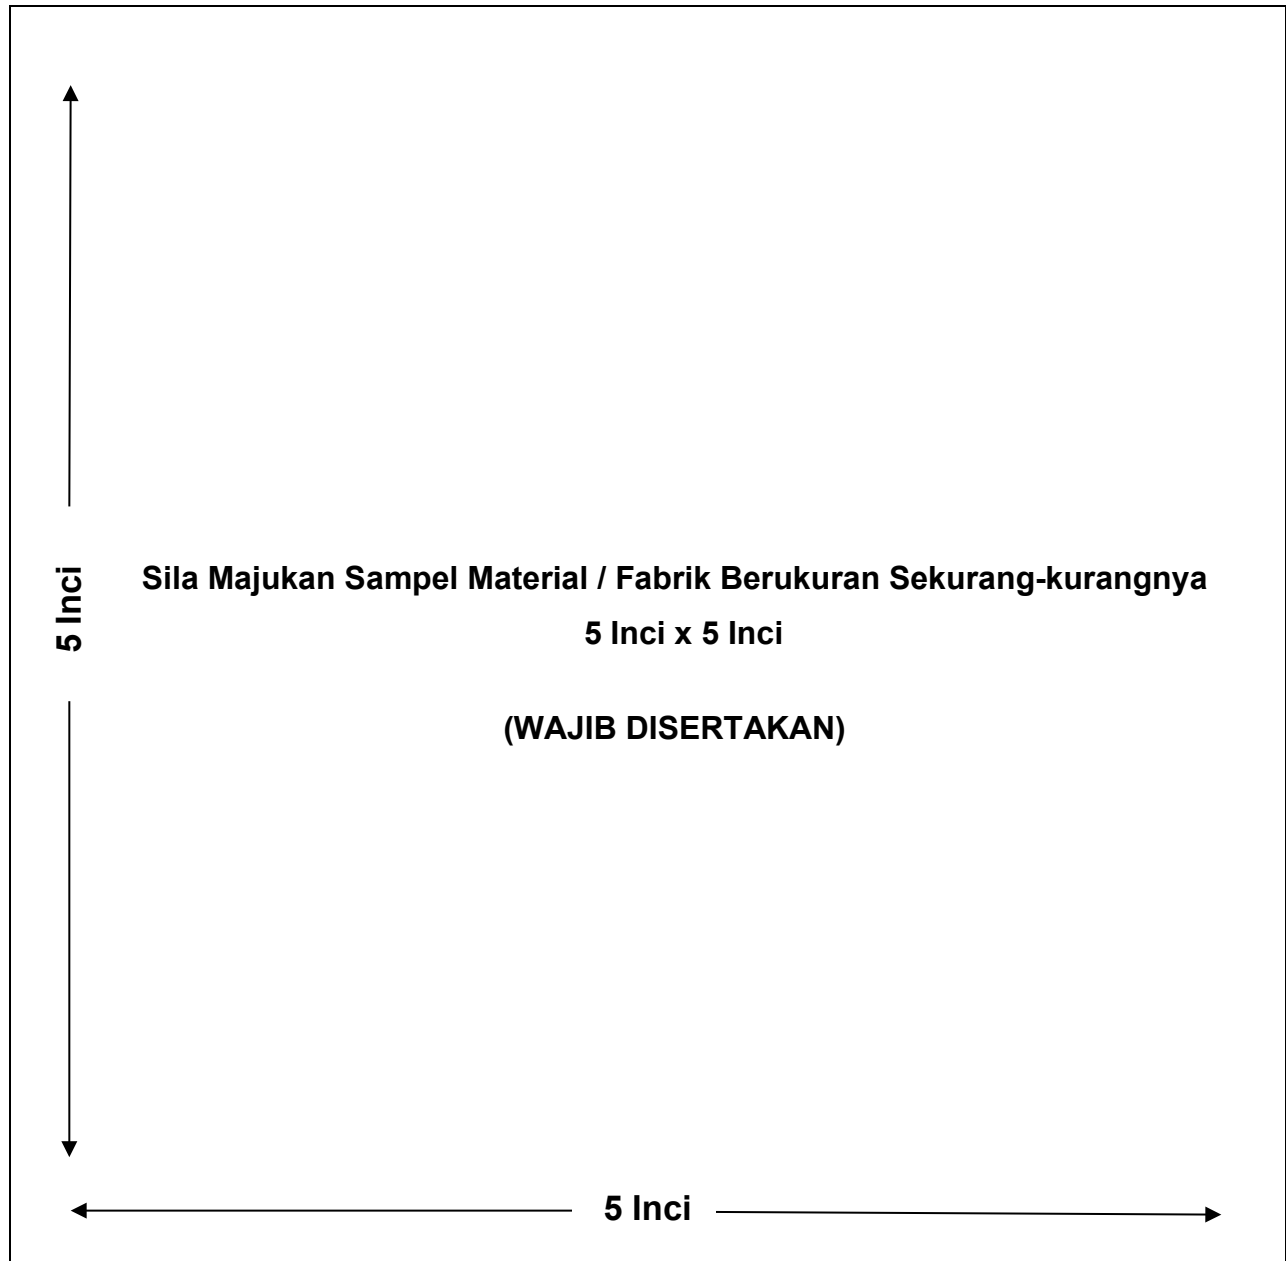 5 Inci
Sila Majukan Sampel Material / Fabrik Berukuran Sekurang-kurangnya
5 Inci x 5 Inci
(WAJIB DISERTAKAN)
5 Inci